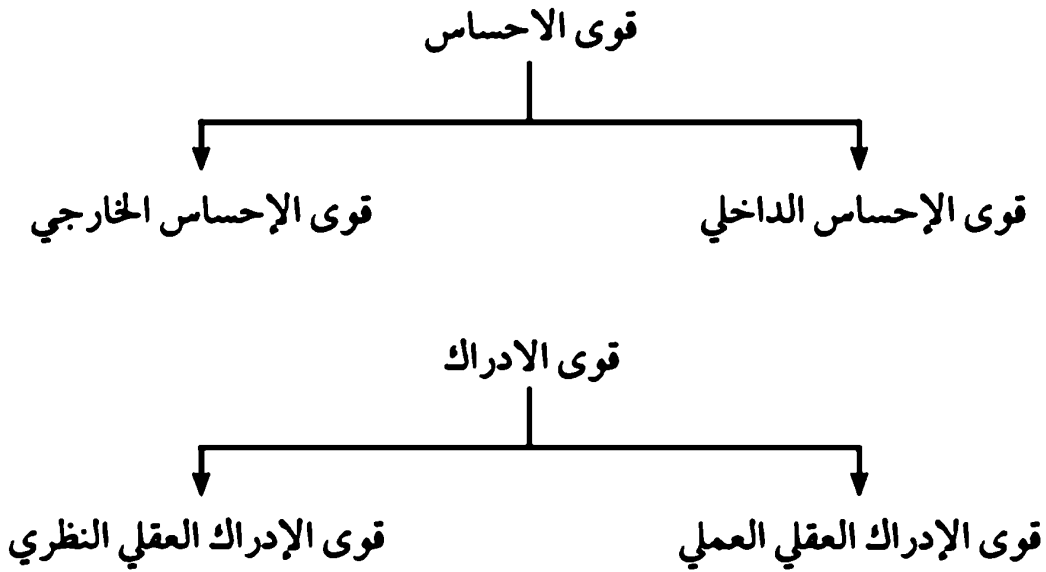 قوى الاحساس
قوى الإحساس الداخلي
قوى الإحساس الخارجي
قوى الادراك
قوى الإدراك العقلي العملي
قوى الإدراك العقلي النظري